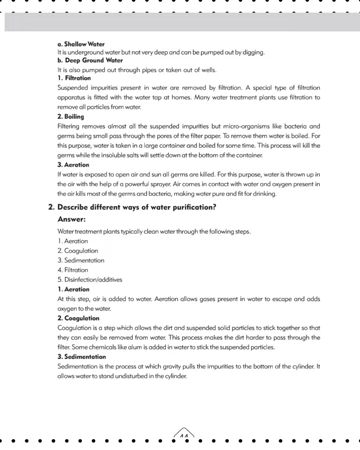 a. Shallow Water
It is underground water but not very deep and can be pumped out by digging.
b. Deep Ground Water
It is also pumped out through pipes or taken out of wells.
1. Filtration
Suspended impurities present in water are removed by filtration. A special type of filtration
apparatus is fitted with the water tap at homes. Many water treatment plants use filtration to
remove all particles from water.
2. Boiling
Filtering removes almost all the suspended impurities but micro-organisms like bacteria and
germs being small pass through the pores of the filter paper. To remove them water is boiled. For
this purpose, water is taken in a large container and boiled for some time. This process will kill the
germs while the insoluble salts will settle down at the bottom of the container.
3. Aeration
If water is exposed to open air and sun all germs are killed. For this purpose, water is thrown up in
the air with the help of a powerful sprayer. Air comes in contact with water and oxygen present in
the air kills most of the germs and bacteria, making water pure and fit for drinking.
2. Describe different ways of water purification?
Answer:
Water treatment plants typically clean water through the following steps.
1. Aeration
2. Coagulation
3. Sedimentation
4. Filtration
5. Disinfection/additives
1. Aeration
At this step, air is added to water. Aeration allows gases present in water to escape and adds
oxygen to the water.
2. Coagulation
Coagulation is a step which allows the dirt and suspended solid particles to stick together so that
they can easily be removed from water. This process makes the dirt harder to pass through the
filter. Some chemicals like alum is added in water to stick the suspended particles.
3. Sedimentation
Sedimentation is the process at which gravity pulls the impurities to the bottom of the cylinder. It
allows water to stand undisturbed in the cylinder.